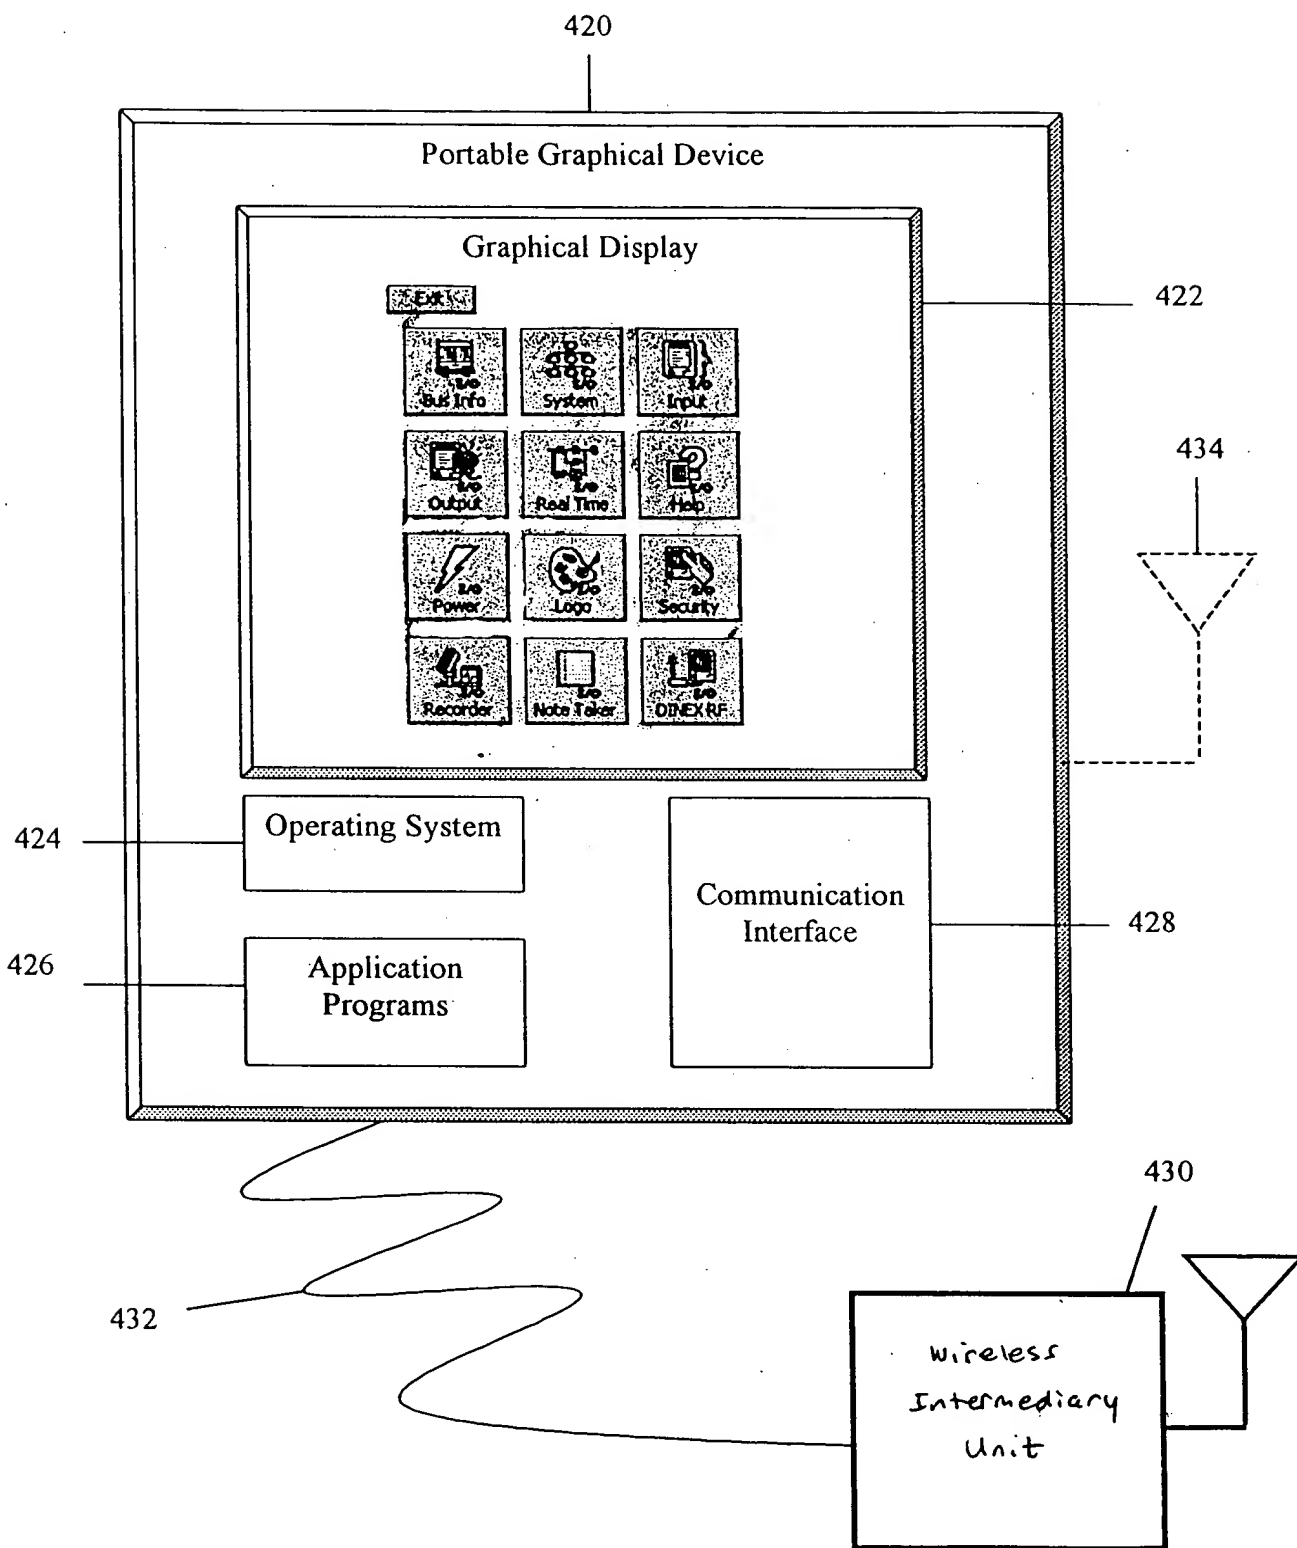 420
Portable Graphical Device
Graphical Display
Exit
422
I/O I/O I/O
Bus Info System Input
434
I/O I/O I/O
Output Real Time Help
I/O I/O I/O
Power Logo Security
I/O I/O I/O
Recorder Note Taker DINEX RF
424
Operating System
Communication
Interface
428
426
Application
Programs
430
432
Wireless
Intermediary
Unit